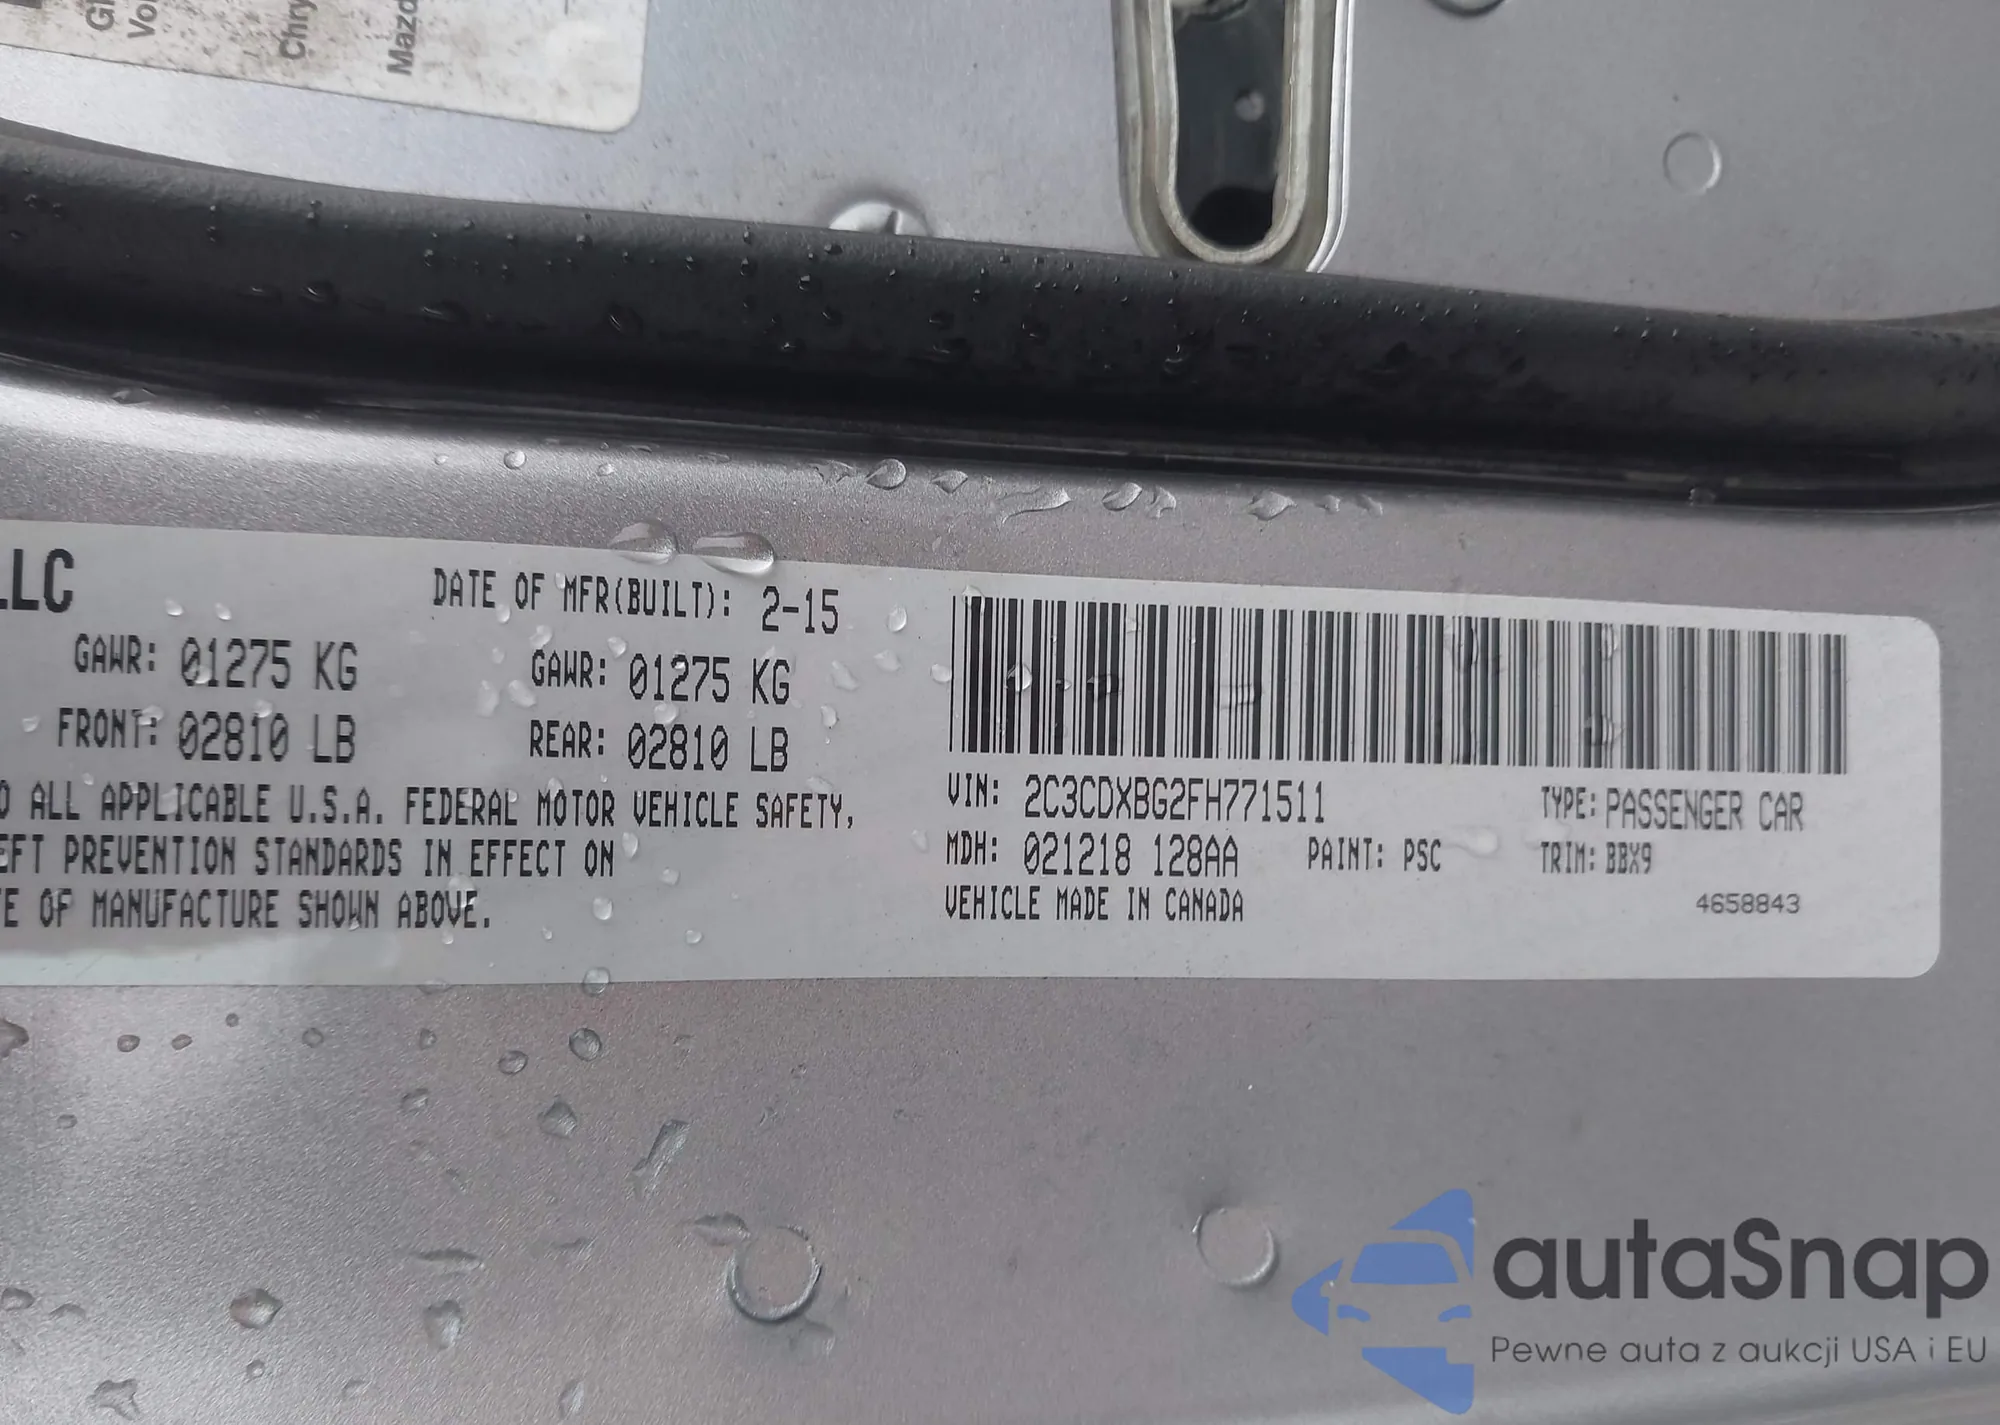 Chry
Mazd
LLC
DATE OF MFR(BUILT): 2-15
GAWR: 01275 KG
GAWR: 01275 KG
FRONT: 02810 LB
REAR: 02810 LB
O ALL APPLICABLE U.S.A. FEDERAL MOTOR VEHICLE SAFETY,
EFT PREVENTION STANDARDS IN EFFECT ON
TE OF MANUFACTURE SHOWN ABOVE.
VIN: 2C3CDXBG2FH771511
TYPE: PASSENGER CAR
MDH: 021218 128AA
PAINT: PSC
TRIM: BBX9
VEHICLE MADE IN CANADA
4658843
autaSnap
Pewne auta z aukcji USA i EU